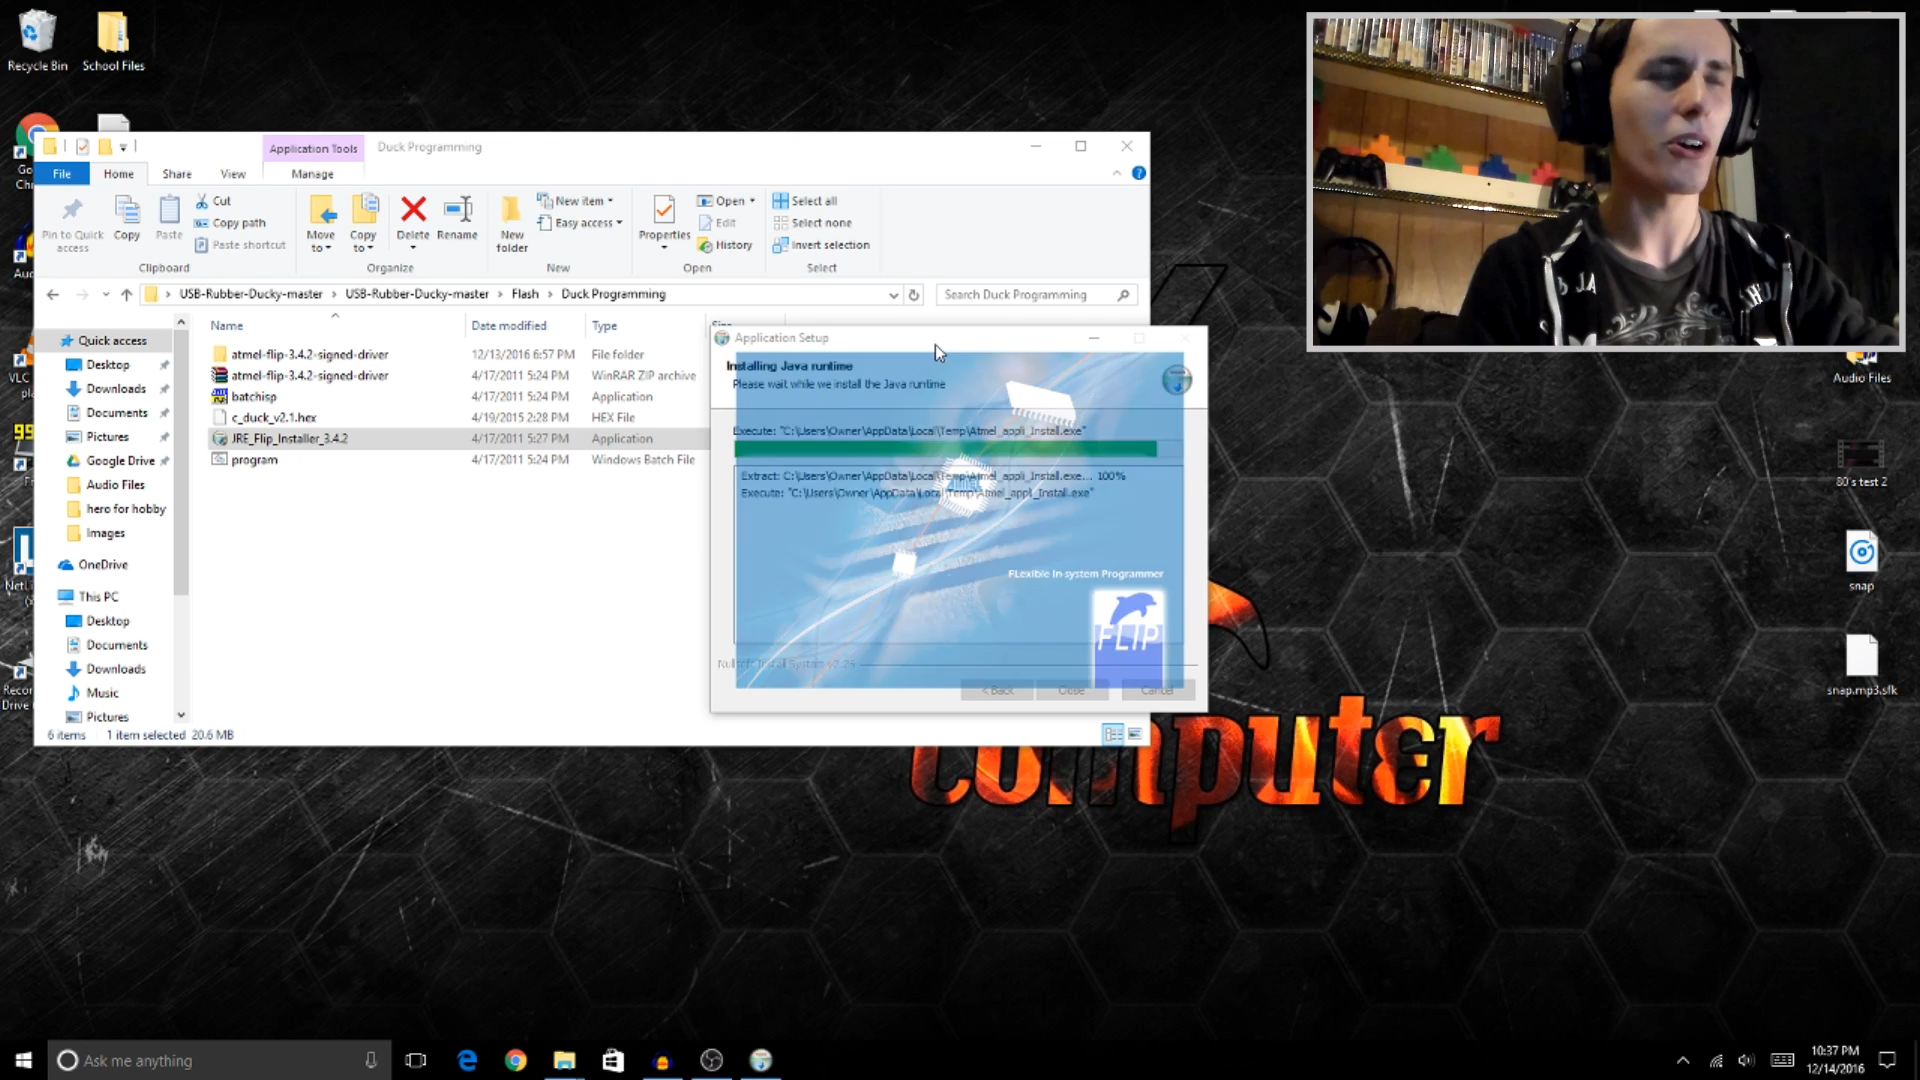 Recycle Bin
School Files
Application Tools
Duck Programming
File
Home
Share
View
Manage
Pin to Quick access
Copy
Paste
Cut
Copy path
Paste shortcut
Clipboard
Move to
Copy to
Delete
Rename
Organize
New folder
New item
Easy access
New
Properties
Open
Edit
History
Open
Select all
Select none
Invert selection
Select
USB-Rubber-Ducky-master > USB-Rubber-Ducky-master > Flash > Duck Programming
Search Duck Programming
Name Date modified Type Size
Quick access
Desktop
Downloads
Documents
Pictures
Google Drive
Audio Files
hero for hobby
Images
OneDrive
This PC
Desktop
Documents
Downloads
Music
Pictures
atmel-flip-3.4.2-signed-driver 12/13/2016 6:57 PM File folder
atmel-flip-3.4.2-signed-driver 4/17/2011 5:24 PM WinRAR ZIP archive
batchisp 4/17/2011 5:24 PM Application
c_duck_v2.1.hex 4/19/2015 2:28 PM HEX File
JRE_Flip_Installer_3.4.2 4/17/2011 5:27 PM Application
program 4/17/2011 5:24 PM Windows Batch File
6 items 1 item selected 20.6 MB
Application Setup
Installing Java runtime
Please wait while we install the Java runtime
Execute: "C:\Users\Owner\AppData\Local\Temp\Atmel_appli_Install.exe"
Extract: C:\Users\Owner\AppData\Local\Temp\Atmel_appli_Install.exe... 100%
Execute: "C:\Users\Owner\AppData\Local\Temp\Atmel_appli_Install.exe"
FLexible In-system Programmer
FLIP
< Back
Close
Cancel
computer
Audio Files
80's test 2
snap
snap.mp3.sfk
Ask me anything
10:37 PM
12/14/2016